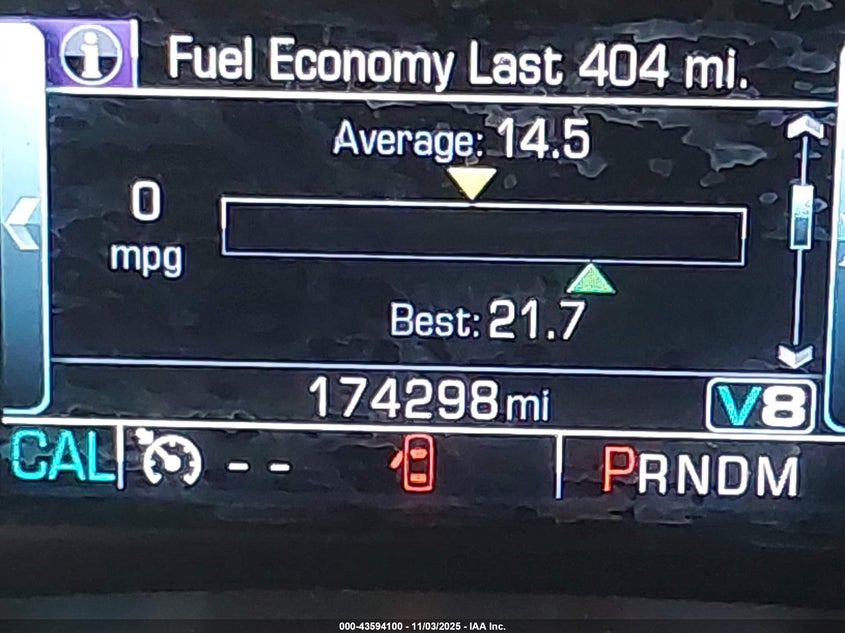 Fuel Economy Last 404 mi.
Average: 14.5
0
mpg
Best: 21.7
174298 mi V8
CAL -- PRNDM
000-43594100 - 11/03/2025 - IAA Inc.